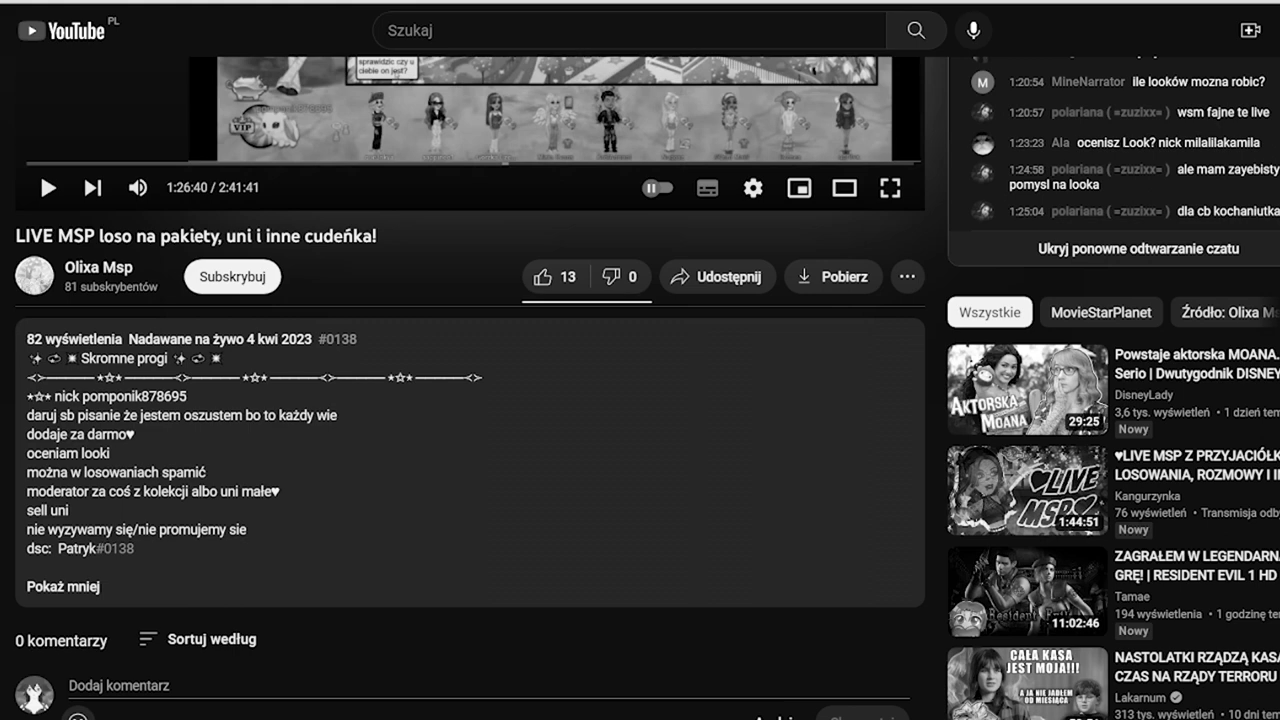 YouTube PL
Szukaj
sprawidzic czy u
ciebie on jest?
VIP
1:26:40 / 2:41:41
M 1:20:54 MineNarrator ile looków mozna robic?
1:20:57 polariana ( =zuzixx= ) wsm fajne te live
1:23:23 Ala ocenisz Look? nick milalilakamila
1:24:58 polariana ( =zuzixx= ) ale mam zayebisty
pomysl na looka
1:25:04 polariana ( =zuzixx= ) dla cb kochaniutka
Ukryj ponowne odtwarzanie czatu
LIVE MSP loso na pakiety, uni i inne cudeńka!
Olixa Msp
81 subskrybentów
Subskrybuj
13
0
Udostępnij
Pobierz
82 wyświetlenia Nadawane na żywo 4 kwi 2023 #0138
Skromne progi
nick pomponik878695
daruj sb pisanie że jestem oszustem bo to każdy wie
dodaje za darmo♥
oceniam looki
można w losowaniach spamić
moderator za coś z kolekcji albo uni małe♥
sell uni
nie wyzywamy się/nie promujemy sie
dsc: Patryk#0138
Pokaż mniej
0 komentarzy
Sortuj według
Dodaj komentarz
Wszystkie
MovieStarPlanet
Źródło: Olixa M
AKTORSKA
MOANA
29:25
Powstaje aktorska MOANA.
Serio | Dwutygodnik DISNEY
DisneyLady
3,6 tys. wyświetleń • 1 dzień tem
Nowy
♥LIVE
MSP♥
1:44:51
♥LIVE MSP Z PRZYJACIÓŁK
LOSOWANIA, ROZMOWY I I
Kangurzynka
76 wyświetleń • Transmisja odb
Nowy
Resident Evil
11:02:46
ZAGRAŁEM W LEGENDARNĄ
GRĘ! | RESIDENT EVIL 1 HD
Tamae
194 wyświetlenia • 1 godzinę te
Nowy
CAŁA KASA
JEST MOJA!!!
A JA NIE JADŁEM
OD MIESIĄCA
NASTOLATKI RZĄDZĄ KASĄ
CZAS NA RZĄDY TERRORU
Lakarnum
313 tys. wyświetleń • 10 dni tem